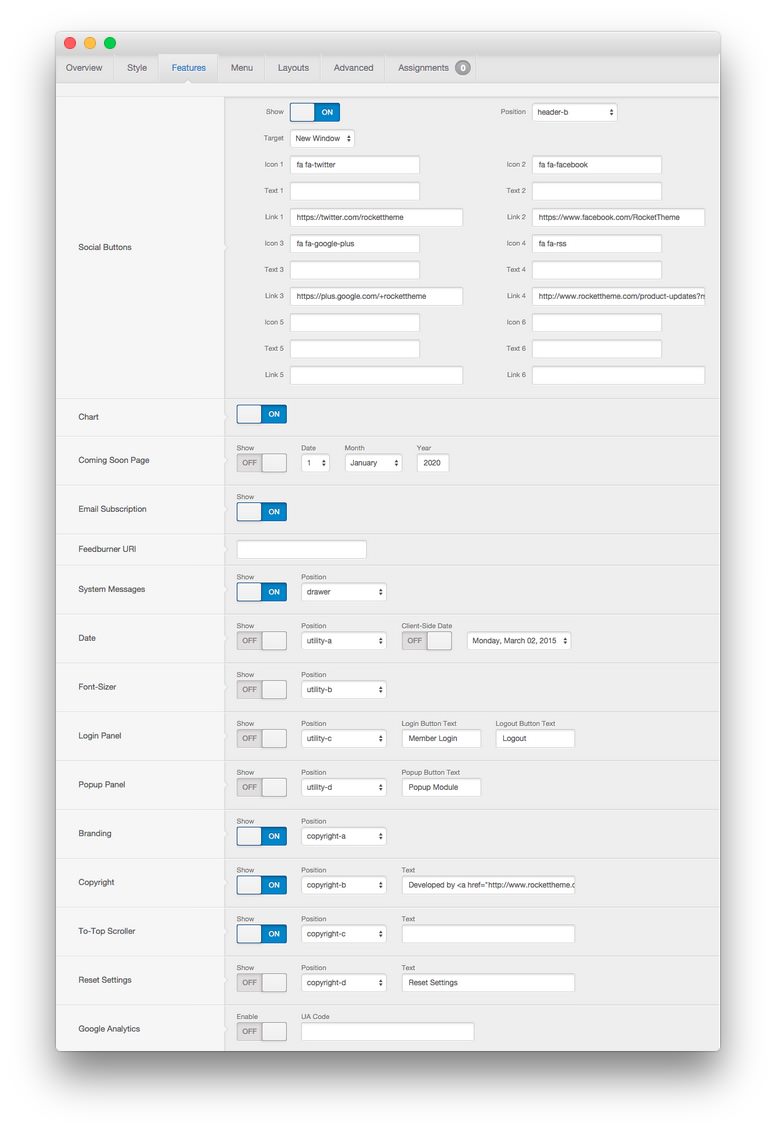 Overview Style Features Menu Layouts Advanced Assignments 0
Social Buttons
Show ON Position header-b
Target New Window
Icon 1 fa fa-twitter Icon 2 fa fa-facebook
Text 1 Text 2
Link 1 https://twitter.com/rockettheme Link 2 https://www.facebook.com/RocketTheme
Icon 3 fa fa-google-plus Icon 4 fa fa-rss
Text 3 Text 4
Link 3 https://plus.google.com/+rockettheme Link 4 http://www.rockettheme.com/product-updates?rs
Icon 5 Icon 6
Text 5 Text 6
Link 5 Link 6
Chart ON
Show Date Month Year
Coming Soon Page OFF 1 January 2020
Show
Email Subscription ON
Feedburner URI
Show Position
System Messages ON drawer
Show Position Client-Side Date
Date OFF utility-a OFF Monday, March 02, 2015
Show Position
Font-Sizer OFF utility-b
Show Position Login Button Text Logout Button Text
Login Panel OFF utility-c Member Login Logout
Show Position Popup Button Text
Popup Panel OFF utility-d Popup Module
Show Position
Branding ON copyright-a
Show Position Text
Copyright ON copyright-b Developed by <a href="http://www.rockettheme.c
Show Position Text
To-Top Scroller ON copyright-c
Show Position Text
Reset Settings OFF copyright-d Reset Settings
Enable UA Code
Google Analytics OFF